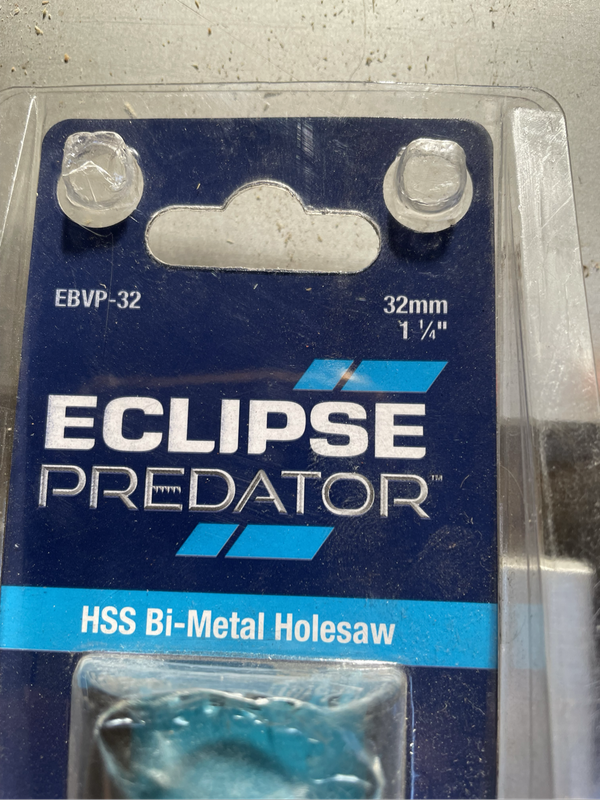 EBVP-32
32mm
1 ¼"
ECLIPSE
PREDATOR™
HSS Bi-Metal Holesaw